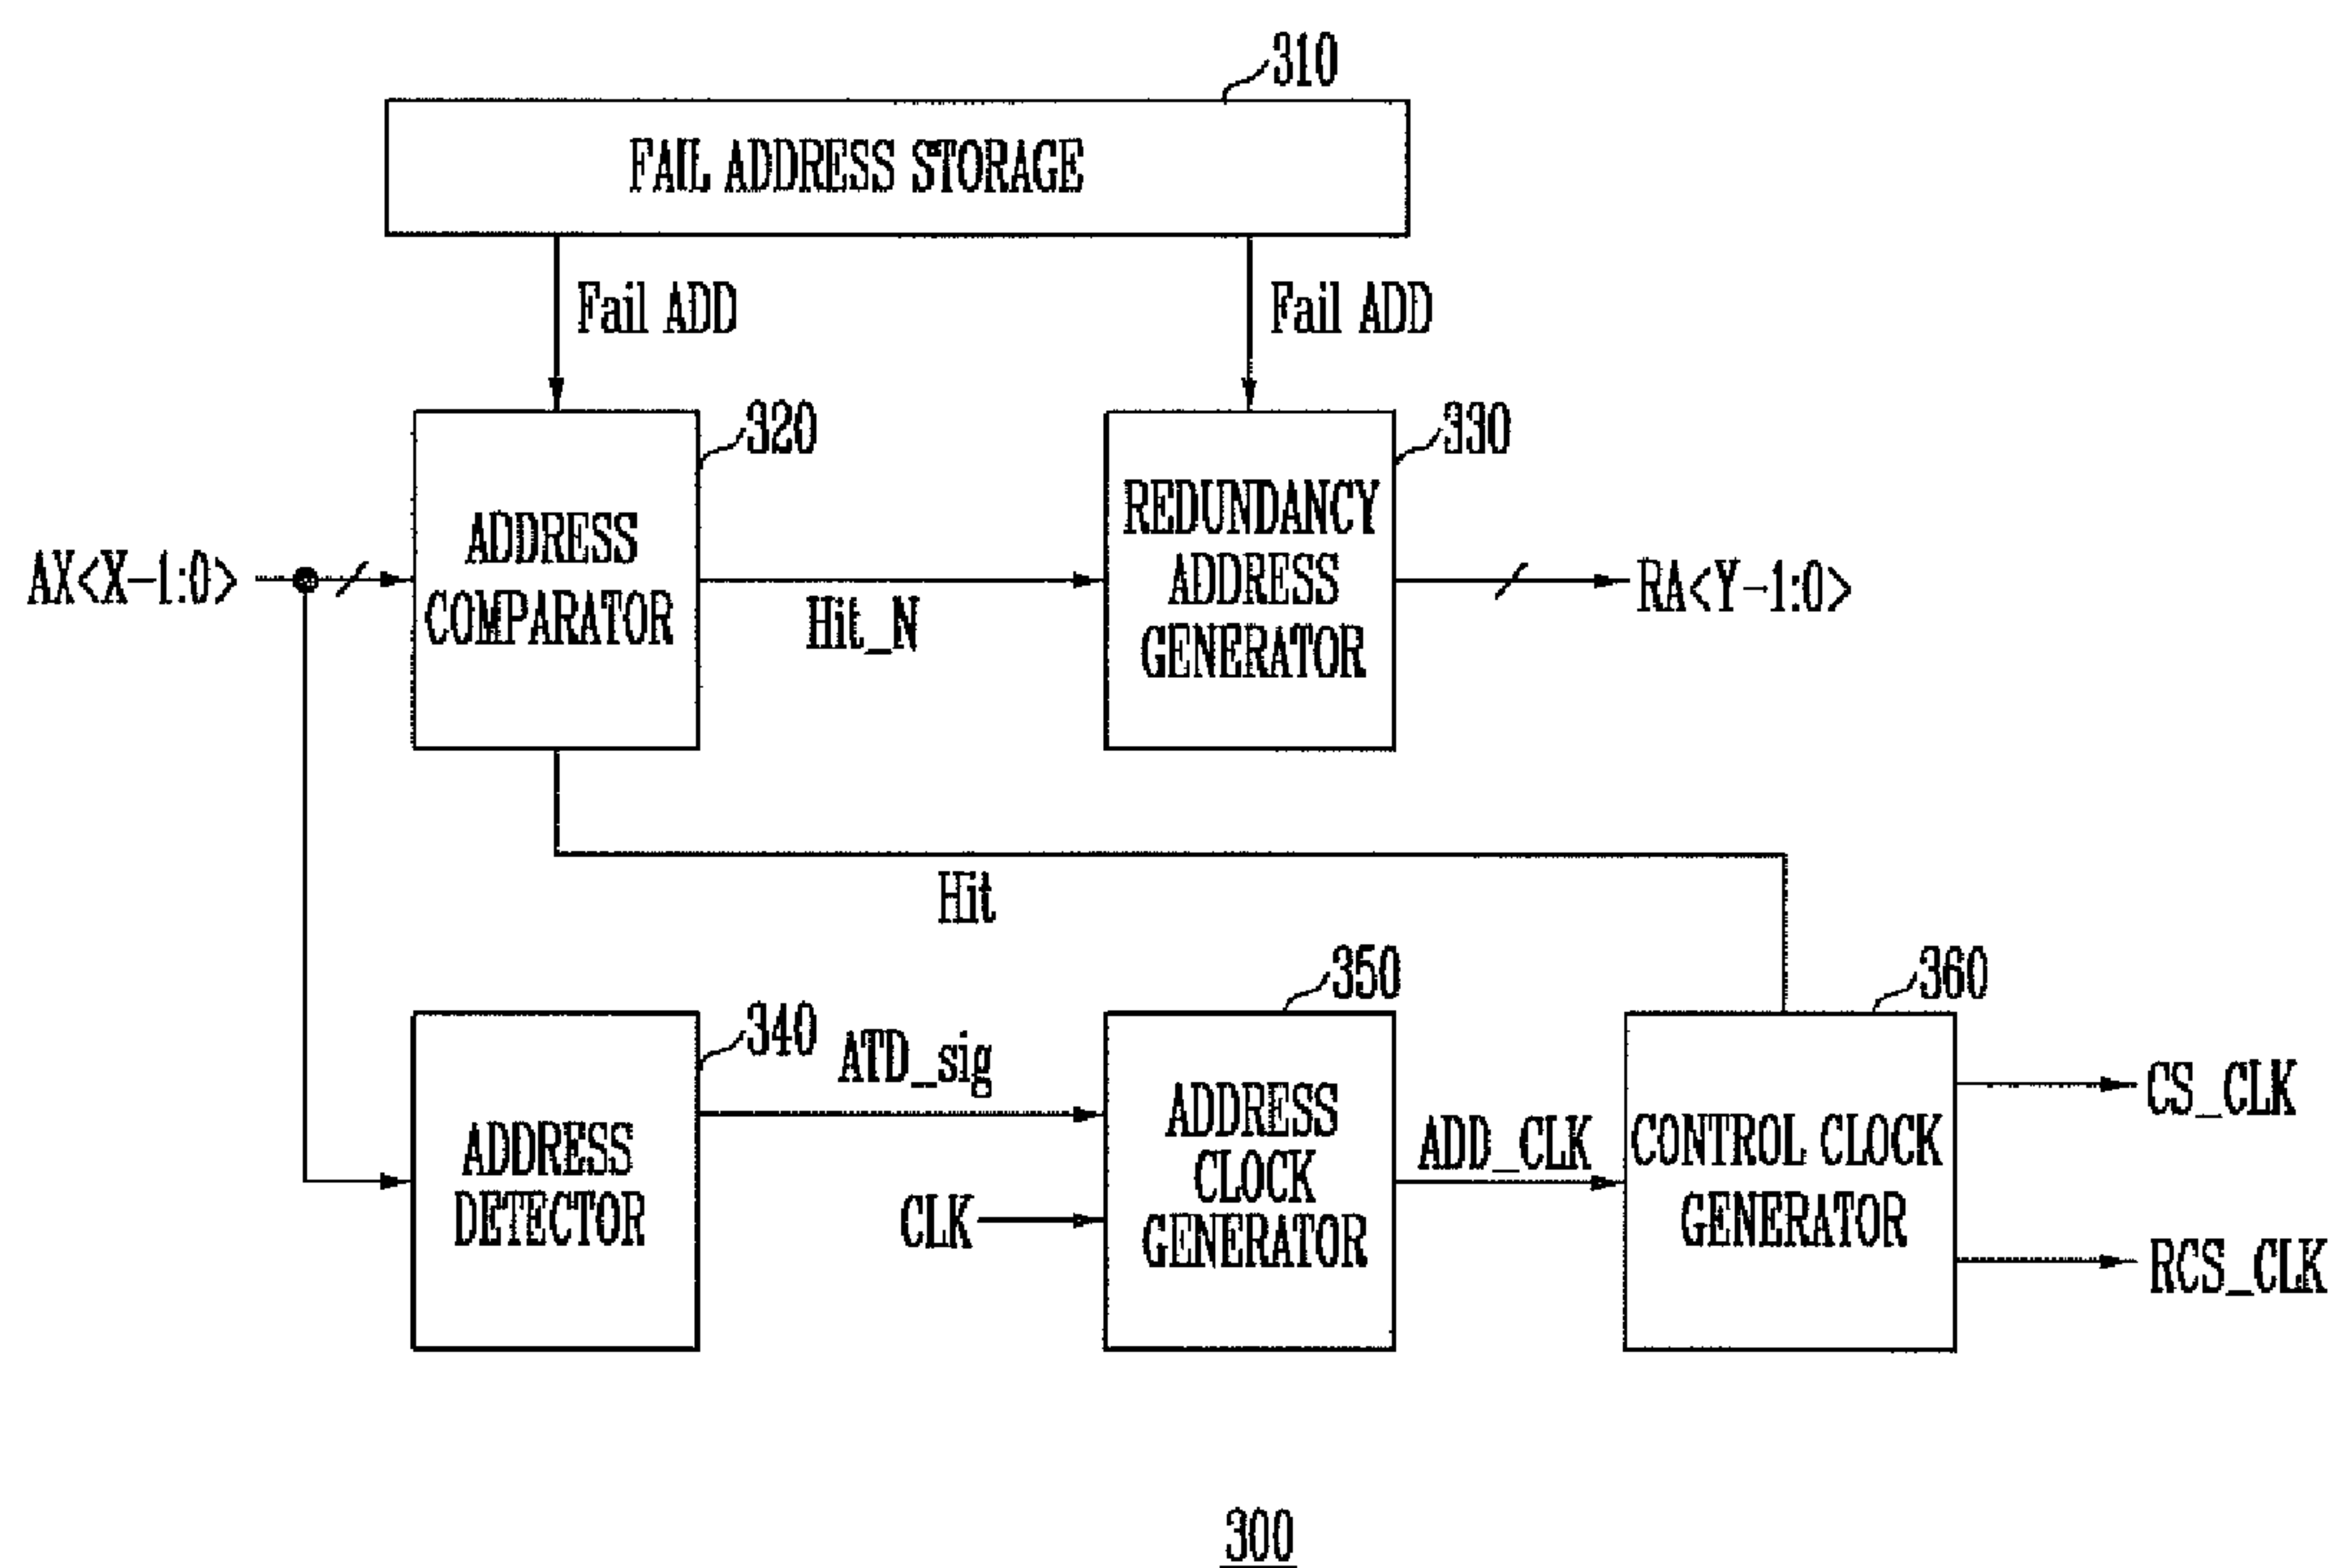 310
FAIL ADDRESS STORAGE
Fail ADD
Fail ADD
320
330
ADDRESS
COMPARATOR
REDUNDANCY
ADDRESS
GENERATOR
AX<X-1:0>
Hit_N
RA<Y-1:0>
Hit
340
350
360
ATD_sig
ADDRESS
DETECTOR
CLK
ADDRESS
CLOCK
GENERATOR
ADD_CLK
CONTROL CLOCK
GENERATOR
CS_CLK
RCS_CLK
300